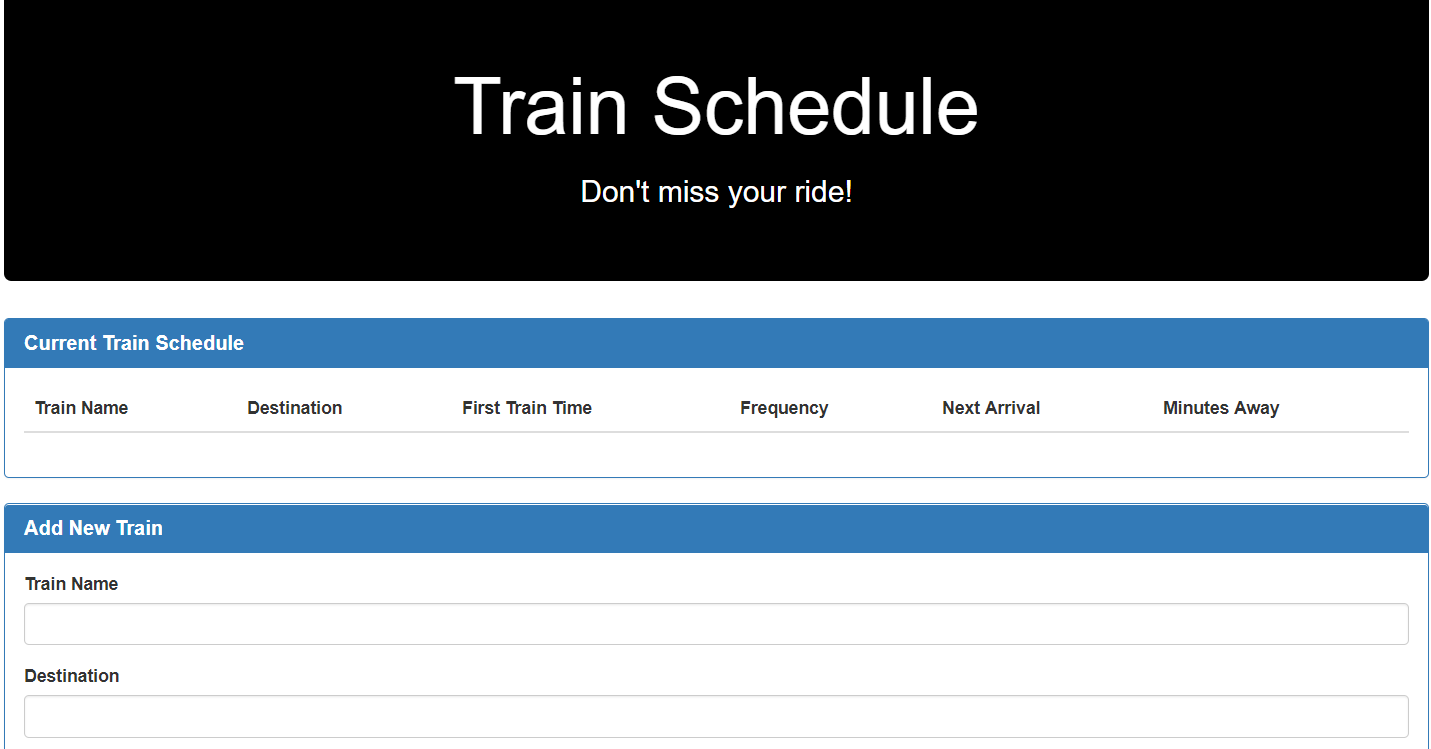 Train Schedule
Don't miss your ride!
Current Train Schedule
Train Name Destination First Train Time Frequency Next Arrival Minutes Away
Add New Train
Train Name
Destination